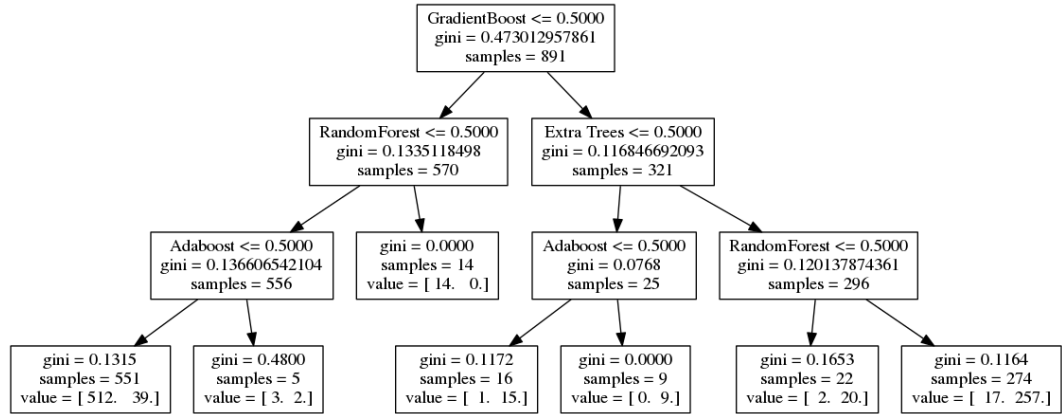 GradientBoost <= 0.5000
gini = 0.473012957861
samples = 891
RandomForest <= 0.5000
gini = 0.1335118498
samples = 570
Extra Trees <= 0.5000
gini = 0.116846692093
samples = 321
Adaboost <= 0.5000
gini = 0.136606542104
samples = 556
gini = 0.0000
samples = 14
value = [ 14. 0.]
Adaboost <= 0.5000
gini = 0.0768
samples = 25
RandomForest <= 0.5000
gini = 0.120137874361
samples = 296
gini = 0.1315
samples = 551
value = [ 512. 39.]
gini = 0.4800
samples = 5
value = [ 3. 2.]
gini = 0.1172
samples = 16
value = [ 1. 15.]
gini = 0.0000
samples = 9
value = [ 0. 9.]
gini = 0.1653
samples = 22
value = [ 2. 20.]
gini = 0.1164
samples = 274
value = [ 17. 257.]